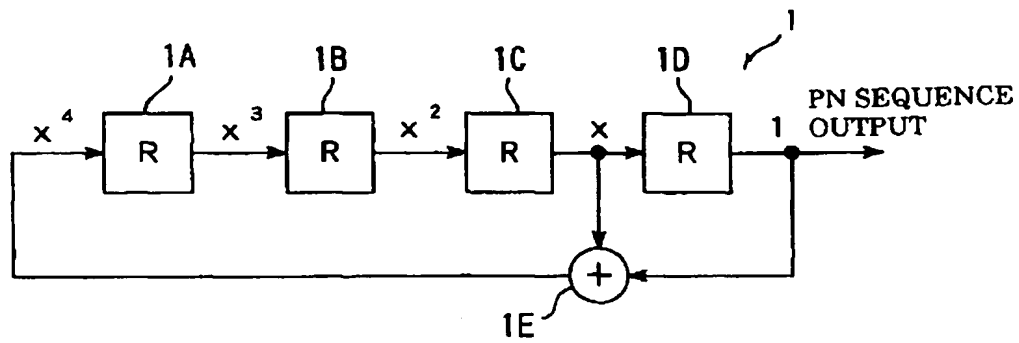 1
1A 1B 1C 1D
PN SEQUENCE
OUTPUT
x⁴ R x³ R x² R x R 1
+
1E